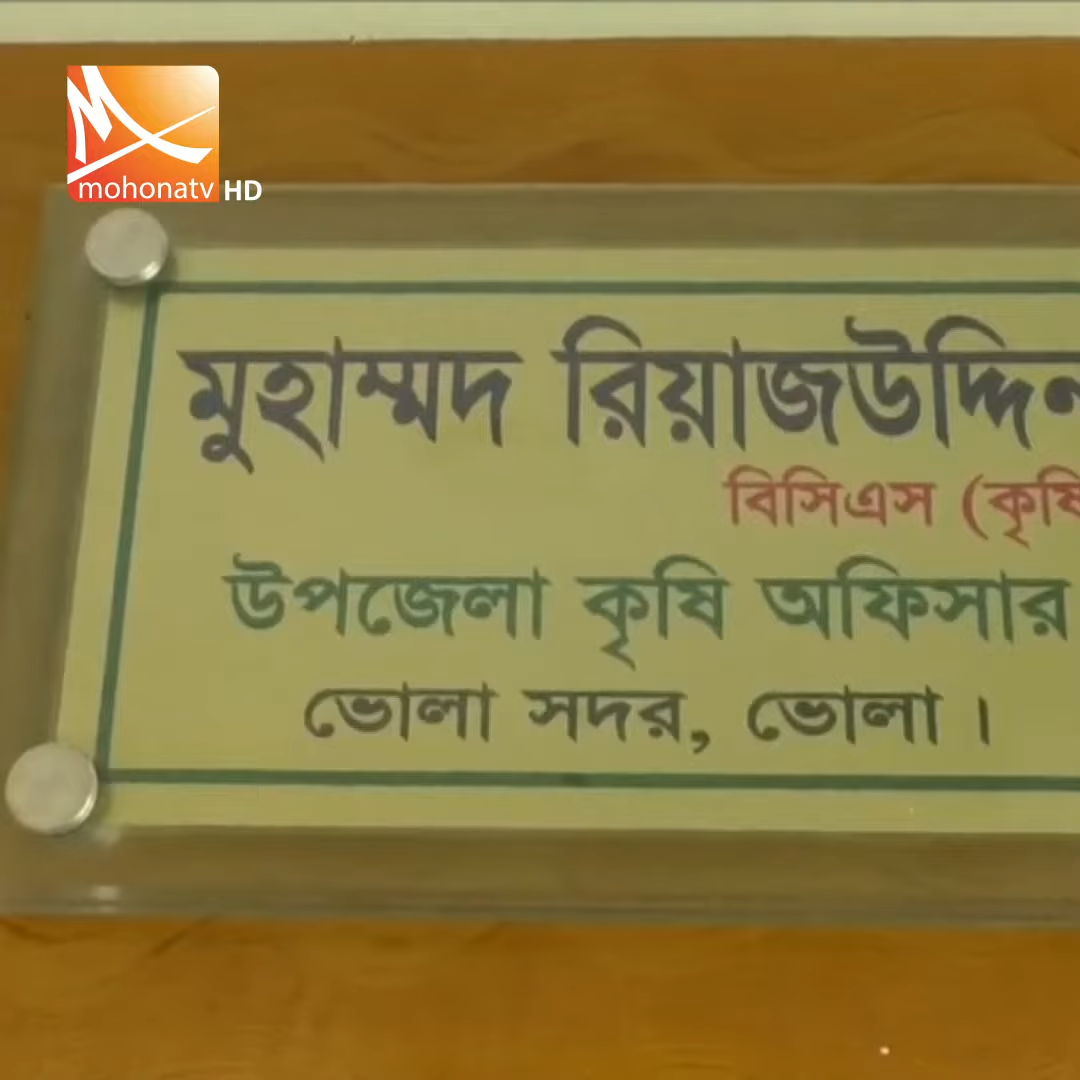 mohonatv HD
মুহাম্মদ রিয়াজউদ্দিন
বিসিএস (কৃষি
উপজেলা কৃষি অফিসার
ভোলা সদর, ভোলা।